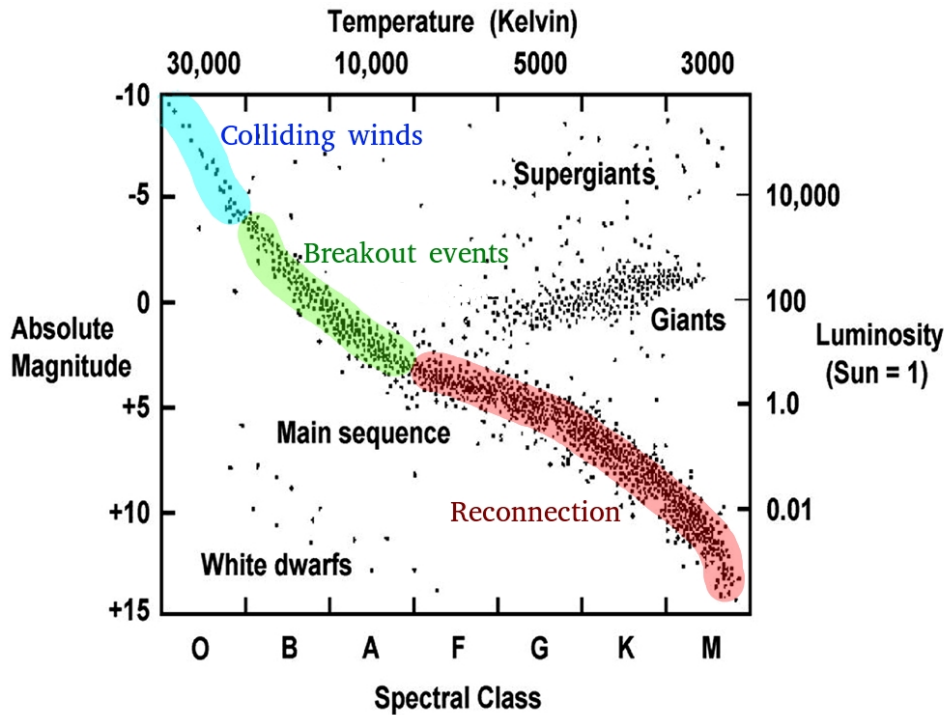 Temperature (Kelvin)
30,000 10,000 5000 3000
-10
Colliding winds
Supergiants
-5
10,000
Breakout events
0
100
Giants
Absolute
Magnitude
Luminosity
(Sun = 1)
+5
1.0
Main sequence
Reconnection
+10
0.01
White dwarfs
+15
O B A F G K M
Spectral Class